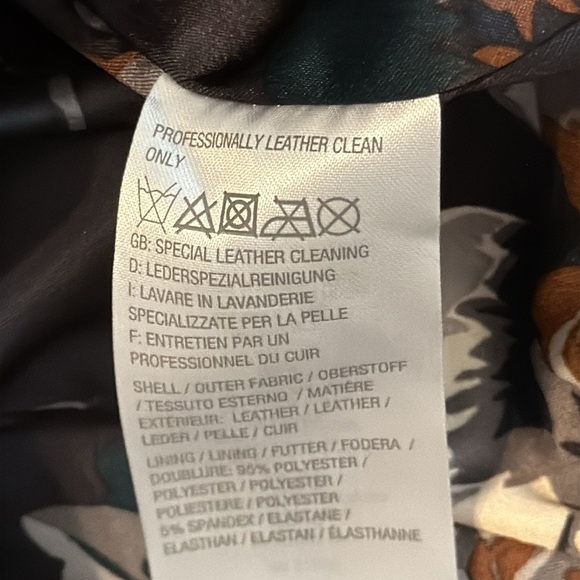 PROFESSIONALLY LEATHER CLEAN
ONLY
GB: SPECIAL LEATHER CLEANING
D: LEDERSPEZIALREINIGUNG
I: LAVARE IN LAVANDERIE
SPECIALIZZATE PER LA PELLE
F: ENTRETIEN PAR UN
PROFESSIONNEL DU CUIR
SHELL / OUTER FABRIC / OBERSTOFF
/ TESSUTO ESTERNO / MATIÈRE
EXTÉRIEUR: LEATHER / LEATHER /
LEDER / PELLE / CUIR
LINING / LINING / FUTTER / FODERA /
DOUBLURE: 95% POLYESTER /
POLYESTER / POLYESTER /
POLIESTERE / POLYESTER
5% SPANDEX / ELASTANE /
ELASTHAN / ELASTAN / ÉLASTHANNE